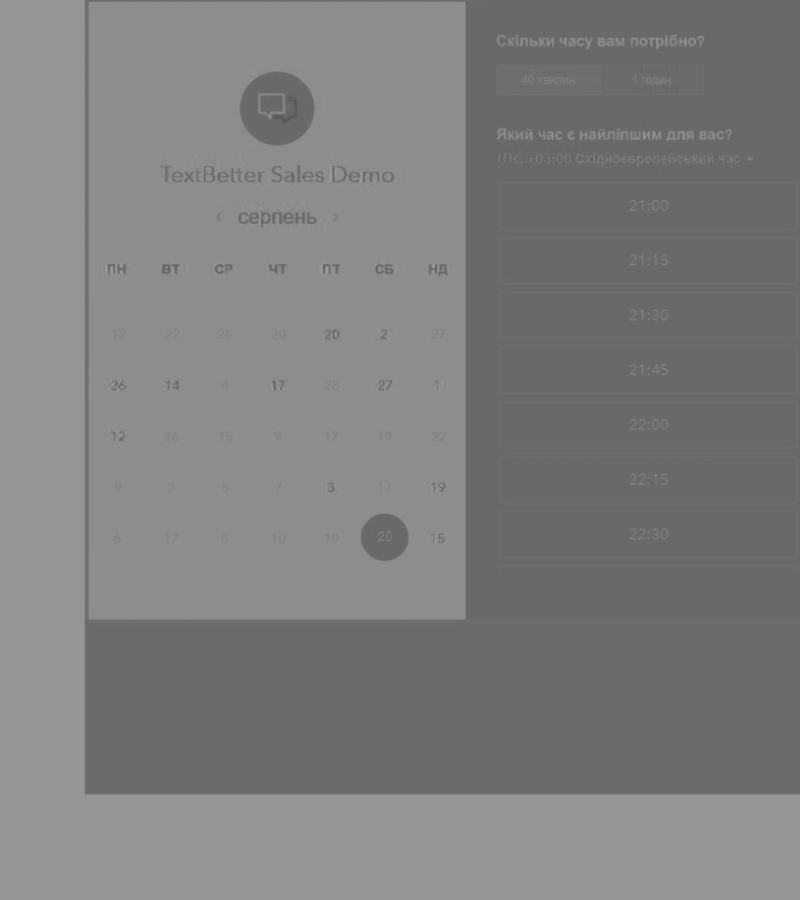 TextBetter Sales Demo
‹ серпень ›
ПН ВТ СР ЧТ ПТ СБ НД
12 22 25 20 20 2 27
26 14 4 17 28 27 1
12 26 15 9 17 19 22
9 2 5 7 3 17 19
6 17 8 10 10 20 15
Скільки часу вам потрібно?
40 хвилин 1 годин
Який час є найліпшим для вас?
UTC +03:00 Східноєвропейський час
21:00
21:15
21:30
21:45
22:00
22:15
22:30